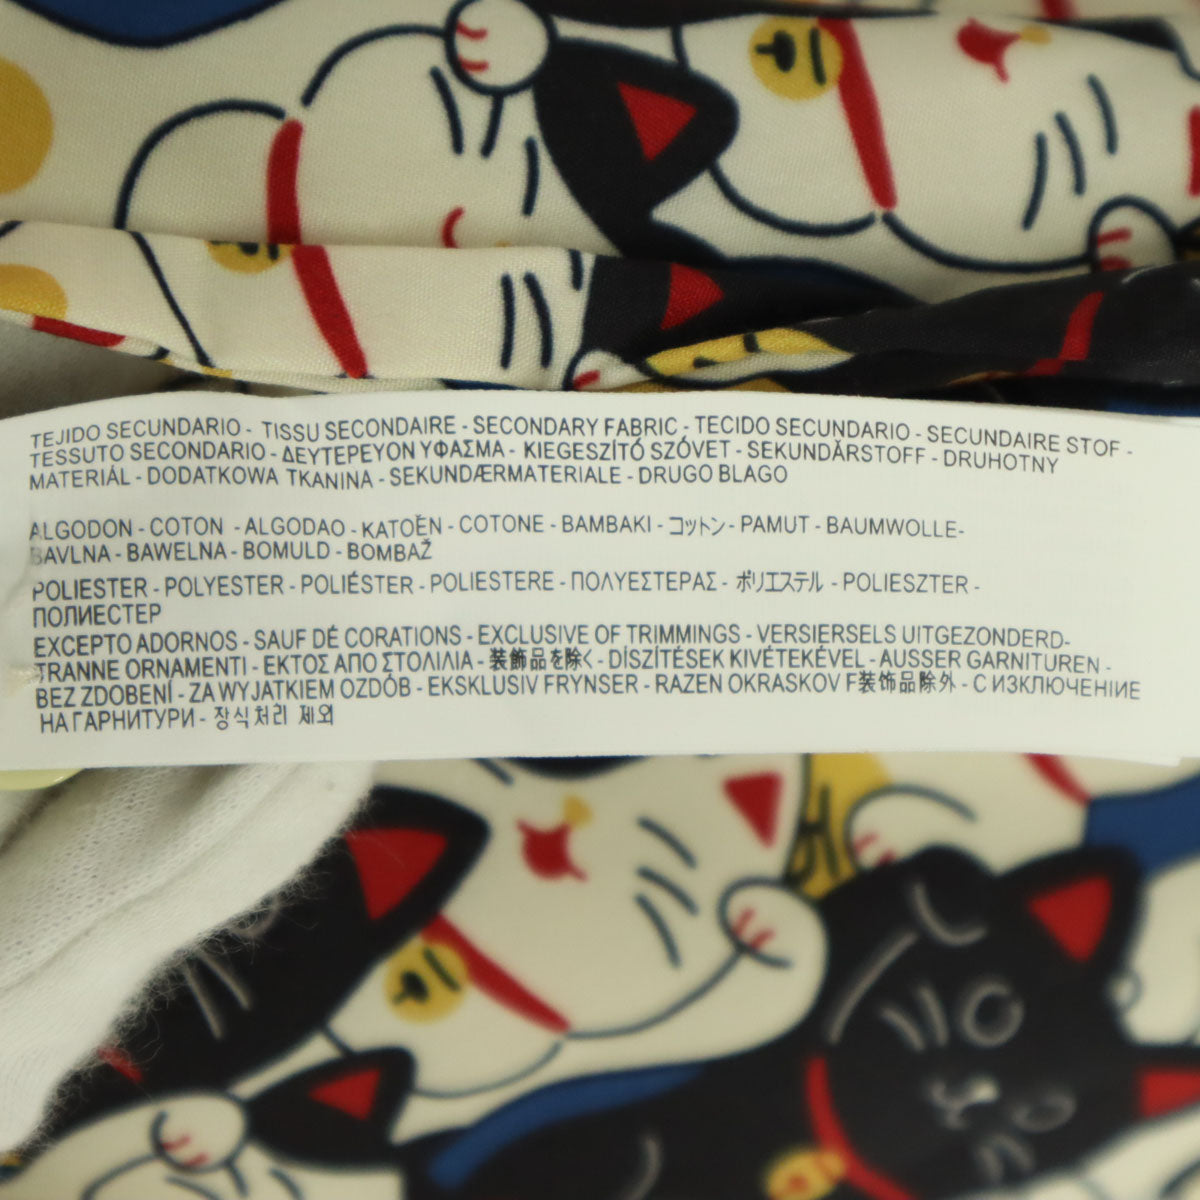 TEJIDO SECUNDARIO - TISSU SECONDAIRE - SECONDARY FABRIC - TECIDO SECUNDARIO - SECUNDAIRE STOF -
TESSUTO SECONDARIO - ΔΕΥΤΕΡΕΥΟΝ ΥΦΑΣΜΑ - KIEGESZÍTÓ SZÓVET - SEKUNDÄRSTOFF - DRUHOTNY
MATERIÁL - DODATKOWA TKANINA - SEKUNDÆRMATERIALE - DRUGO BLAGO
ALGODON - COTON - ALGODAO - KATOËN - COTONE - BAMBAKI - コットン - PAMUT - BAUMWOLLE-
BAVLNA - BAWELNA - BOMULD - BOMBAŽ
POLIESTER - POLYESTER - POLIÉSTER - POLIESTERE - ΠΟΛΥΕΣΤΕΡΑΣ - ポリエステル - POLIESZTER -
ПОЛИЕСТЕР
EXCEPTO ADORNOS - SAUF DÉ CORATIONS - EXCLUSIVE OF TRIMMINGS - VERSIERSELS UITGEZONDERD-
TRANNE ORNAMENTI - ΕΚΤΟΣ ΑΠΟ ΣΤΟΛΙΔΙΑ - 装飾品を除く - DÍSZÍTÉSEK KIVÉTEKÉVEL - AUSSER GARNITUREN -
BEZ ZDOBENÍ - ZA WYJATKIEM OZDÓB - EKSKLUSIV FRYNSER - RAZEN OKRASKOV F装饰品除外 - С ИЗКЛЮЧЕНІNE
НА ГАРНИТУРИ - 장식 처리 제외